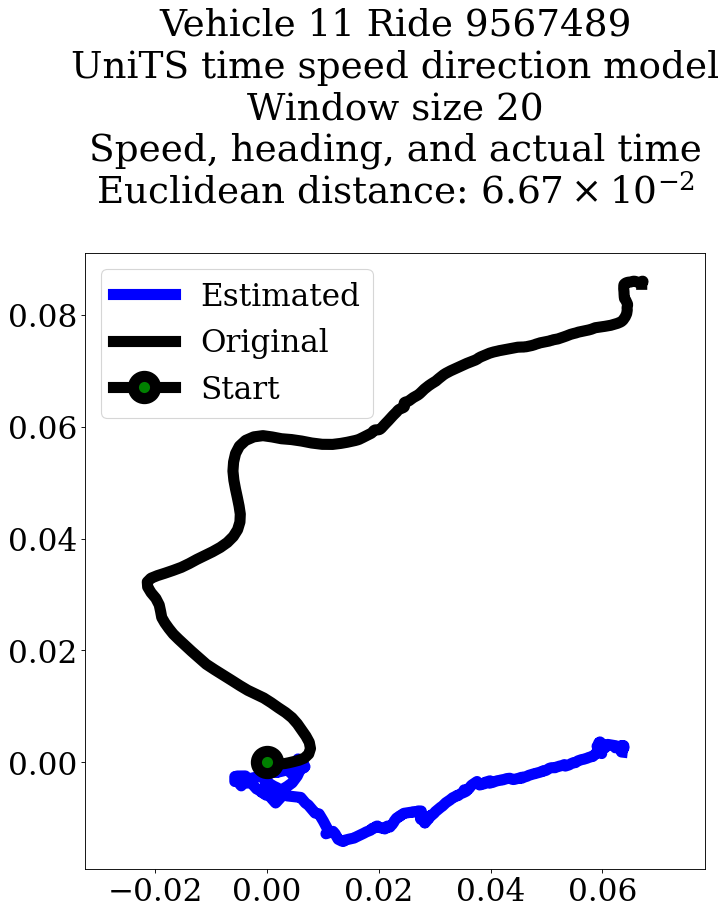 Vehicle 11 Ride 9567489
UniTS time speed direction model
Window size 20
Speed, heading, and actual time
Euclidean distance: 6.67 × 10⁻²
Estimated
Original
Start
0.08
0.06
0.04
0.02
0.00
−0.02 0.00 0.02 0.04 0.06